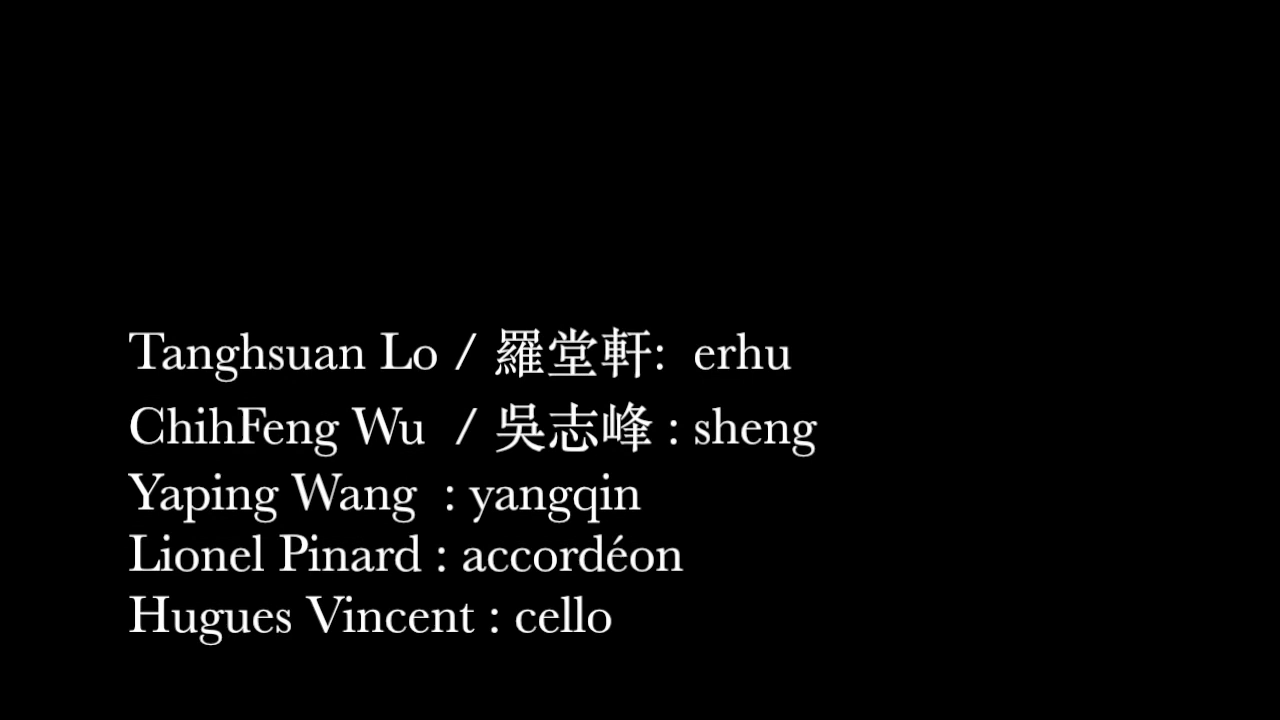 Tanghsuan Lo / 羅堂軒:  erhu
ChihFeng Wu  / 吳志峰 : sheng
Yaping Wang  : yangqin
Lionel Pinard : accordéon
Hugues Vincent : cello